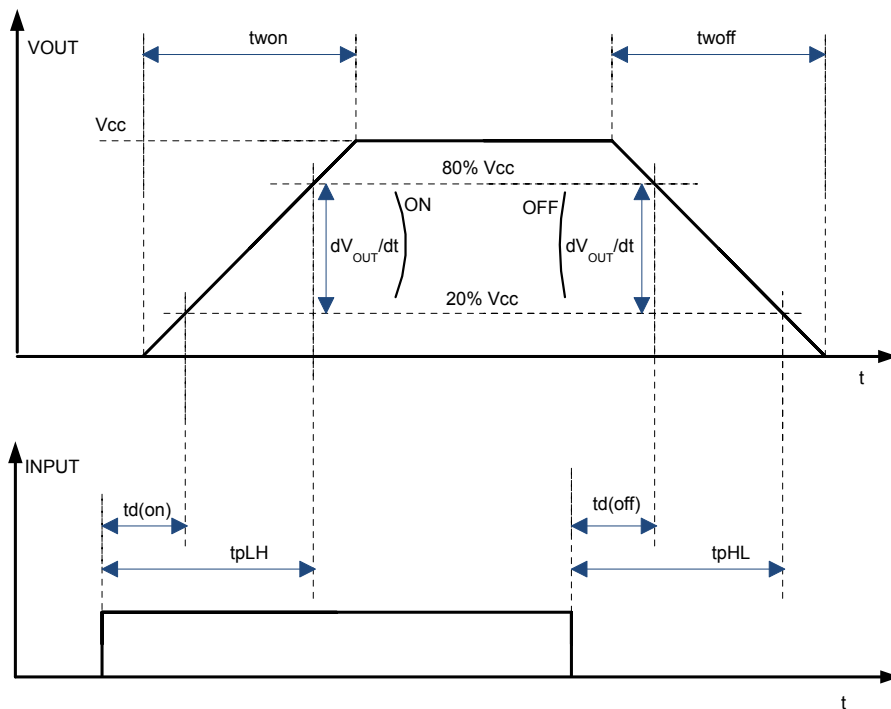 twon
twoff
VOUT
Vcc
80% Vcc
ON
OFF
dVOUT/dt
dVOUT/dt
20% Vcc
t
INPUT
td(on)
td(off)
tpLH
tpHL
t